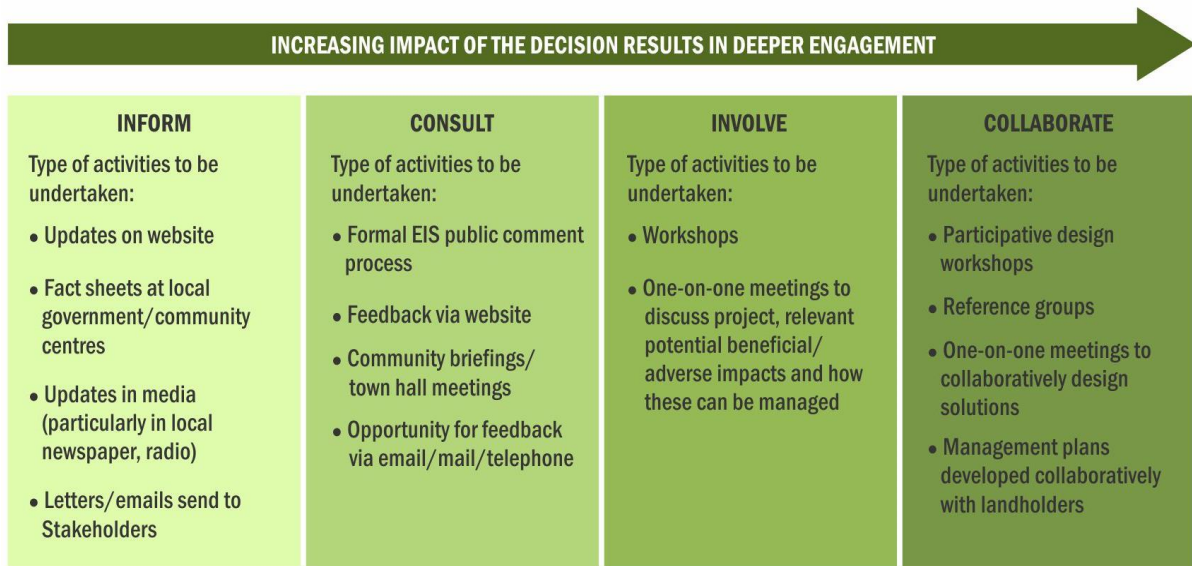 INCREASING IMPACT OF THE DECISION RESULTS IN DEEPER ENGAGEMENT
INFORM
Type of activities to be
undertaken:
• Updates on website
• Fact sheets at local
government/community
centres
• Updates in media
(particularly in local
newspaper, radio)
• Letters/emails send to
Stakeholders
CONSULT
Type of activities to be
undertaken:
• Formal EIS public comment
process
• Feedback via website
• Community briefings/
town hall meetings
• Opportunity for feedback
via email/mail/telephone
INVOLVE
Type of activities to be
undertaken:
• Workshops
• One-on-one meetings to
discuss project, relevant
potential beneficial/
adverse impacts and how
these can be managed
COLLABORATE
Type of activities to be
undertaken:
• Participative design
workshops
• Reference groups
• One-on-one meetings to
collaboratively design
solutions
• Management plans
developed collaboratively
with landholders